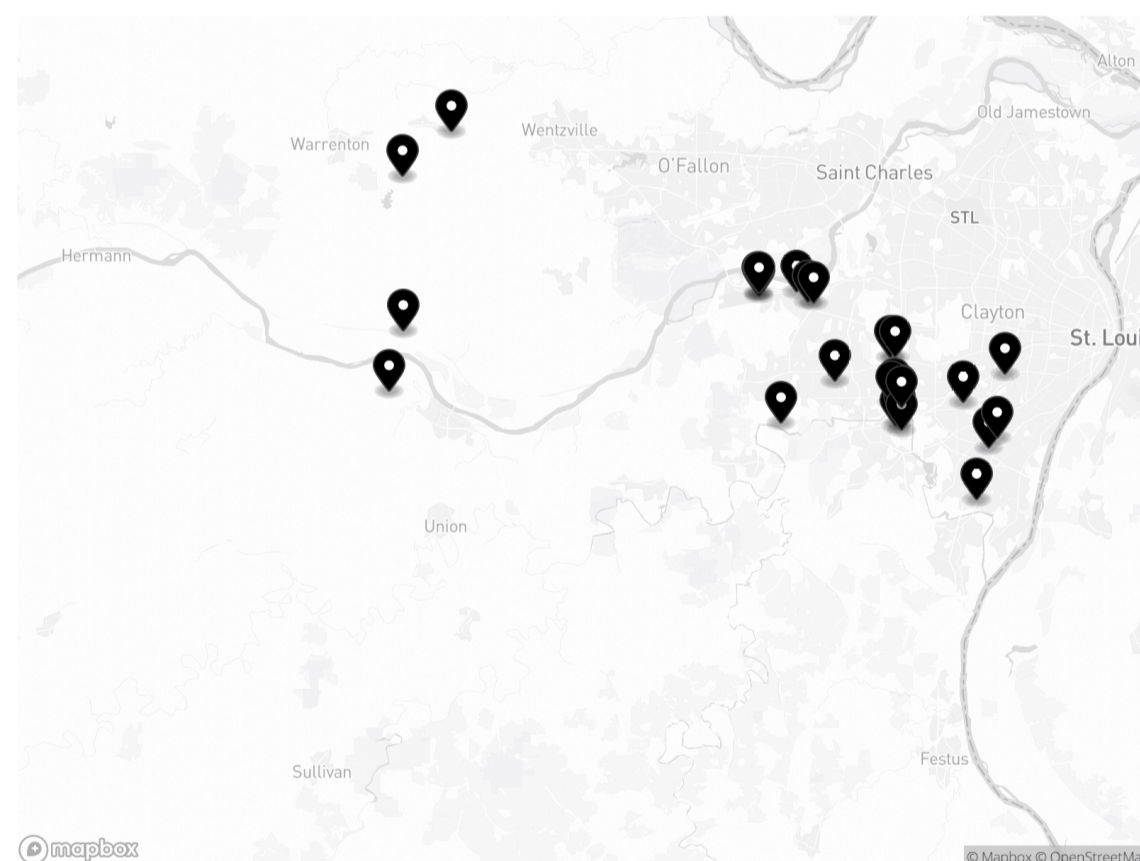 Alton
Old Jamestown
Wentzville
Warrenton
O'Fallon
Saint Charles
STL
Hermann
Clayton
St. Loui
Union
Festus
Sullivan
mapbox
© Mapbox © OpenStreetMa